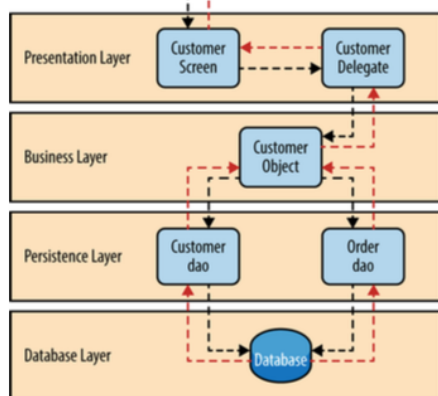 Presentation Layer
Customer
Screen
Customer
Delegate
Business Layer
Customer
Object
Persistence Layer
Customer
dao
Order
dao
Database Layer
Database